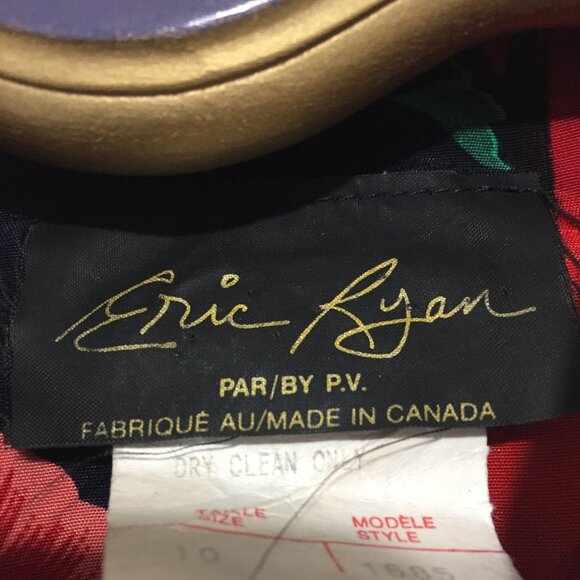 Eric Ryan
PAR/BY P.V.
FABRIQUÉ AU/MADE IN CANADA
DRY CLEAN ONLY
TAILLE MODÈLE
SIZE STYLE
10